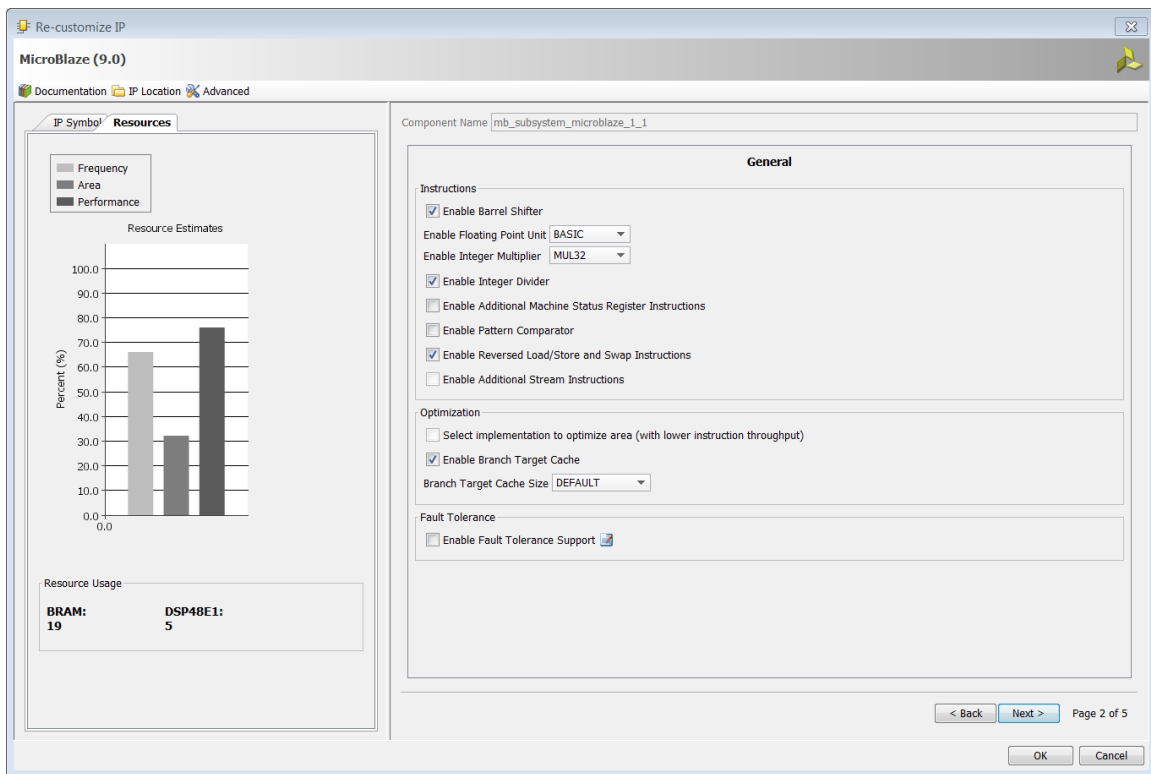 Re-customize IP
MicroBlaze (9.0)
Documentation IP Location Advanced
IP Symbol Resources
Frequency
Area
Performance
Resource Estimates
Percent (%)
100.0
90.0
80.0
70.0
60.0
50.0
40.0
30.0
20.0
10.0
0.0
0.0
Resource Usage
BRAM: DSP48E1:
19 5
Component Name mb_subsystem_microblaze_1_1
General
Instructions
Enable Barrel Shifter
Enable Floating Point Unit BASIC
Enable Integer Multiplier MUL32
Enable Integer Divider
Enable Additional Machine Status Register Instructions
Enable Pattern Comparator
Enable Reversed Load/Store and Swap Instructions
Enable Additional Stream Instructions
Optimization
Select implementation to optimize area (with lower instruction throughput)
Enable Branch Target Cache
Branch Target Cache Size DEFAULT
Fault Tolerance
Enable Fault Tolerance Support
< Back Next > Page 2 of 5
OK Cancel